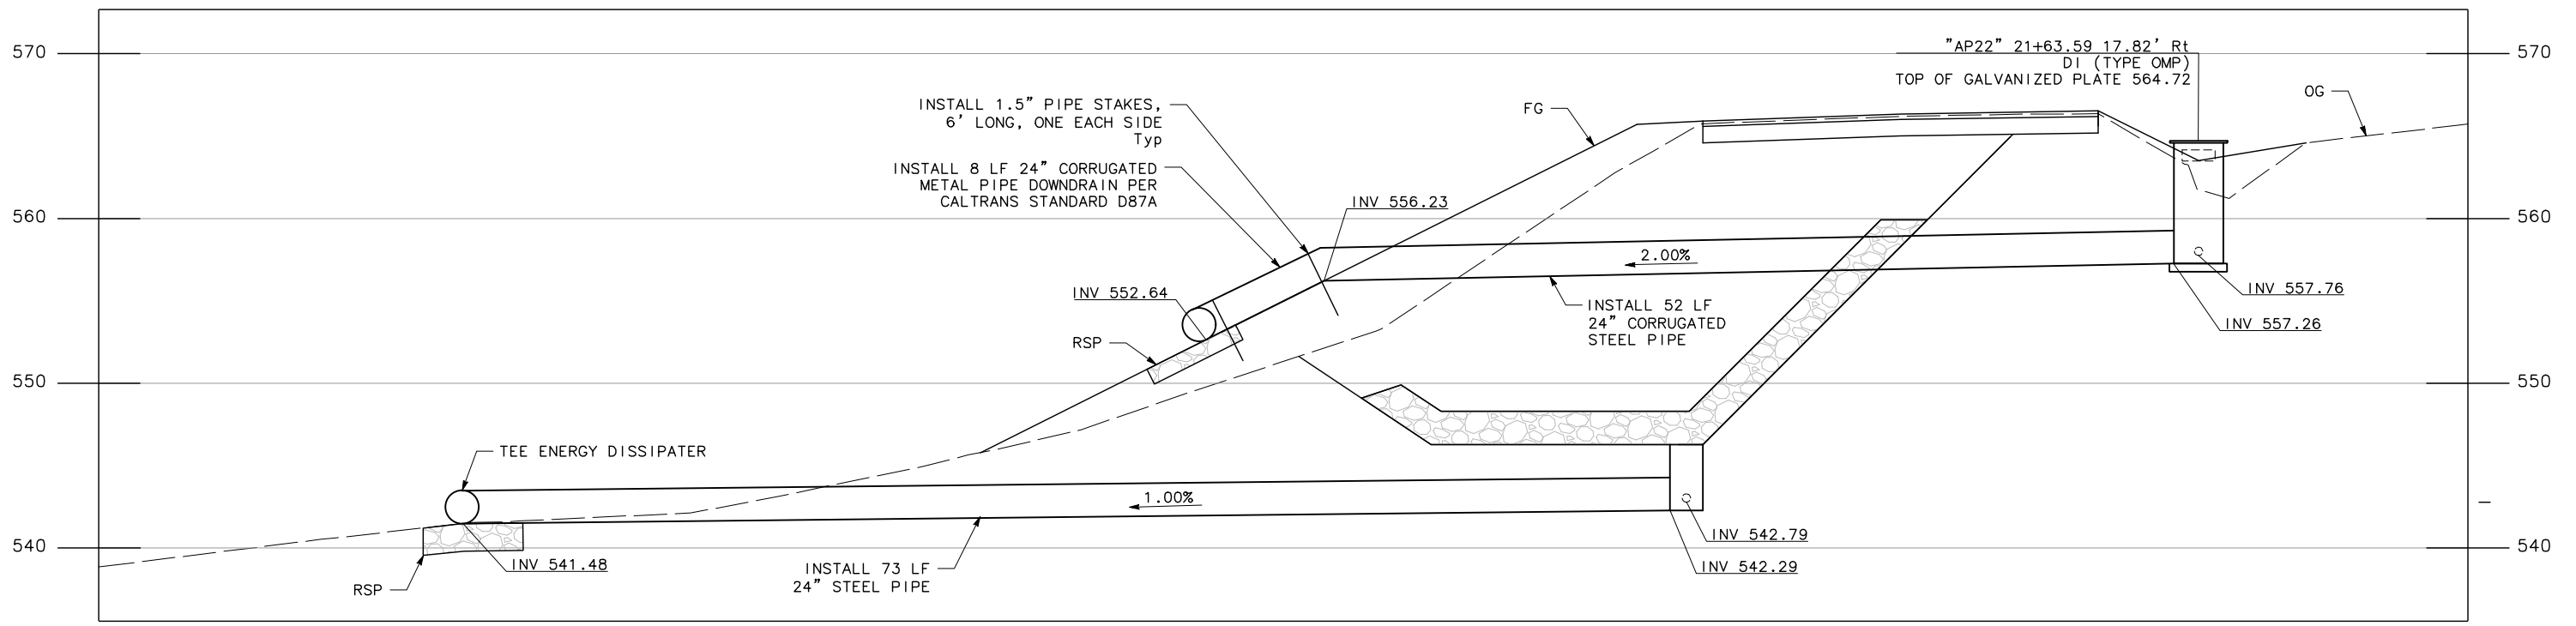 570
560
550
540
570
560
550
540
"AP22" 21+63.59 17.82' Rt
DI (TYPE OMP)
TOP OF GALVANIZED PLATE 564.72
OG
FG
INSTALL 1.5" PIPE STAKES,
6' LONG, ONE EACH SIDE
Typ
INSTALL 8 LF 24" CORRUGATED
METAL PIPE DOWNDRAIN PER
CALTRANS STANDARD D87A
INV 556.23
2.00%
INV 552.64
INV 557.76
INV 557.26
INSTALL 52 LF
24" CORRUGATED
STEEL PIPE
RSP
TEE ENERGY DISSIPATER
1.00%
INV 542.79
INV 542.29
INV 541.48
INSTALL 73 LF
24" STEEL PIPE
RSP